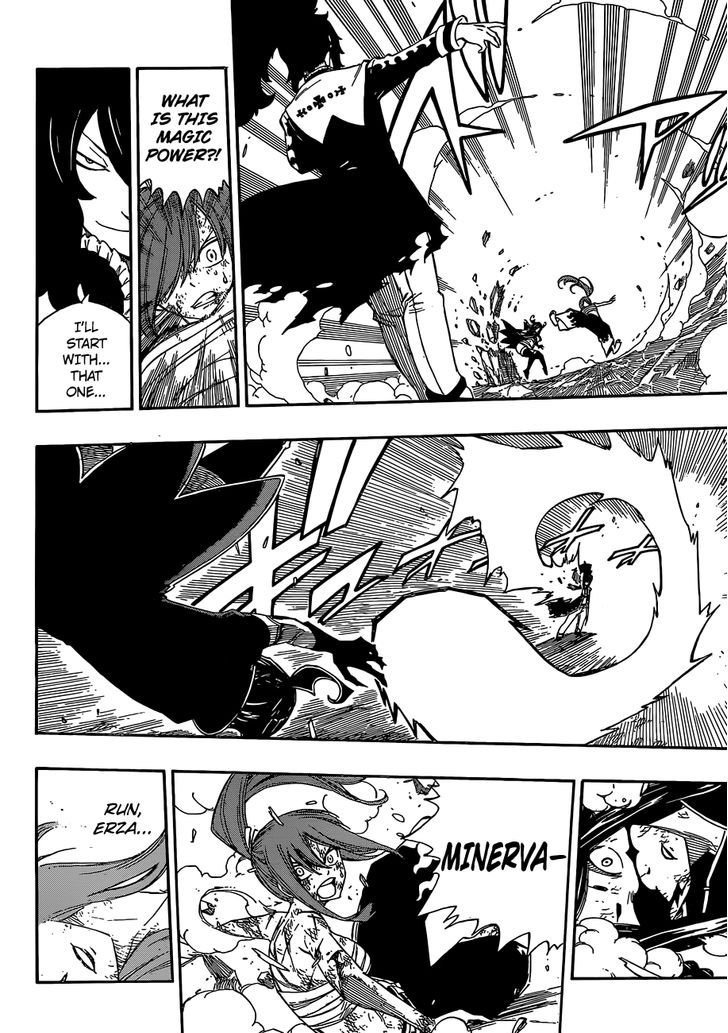 WHAT
IS THIS
MAGIC
POWER?!
I'LL
START
WITH...
THAT
ONE...
MINERVA-
RUN,
ERZA...